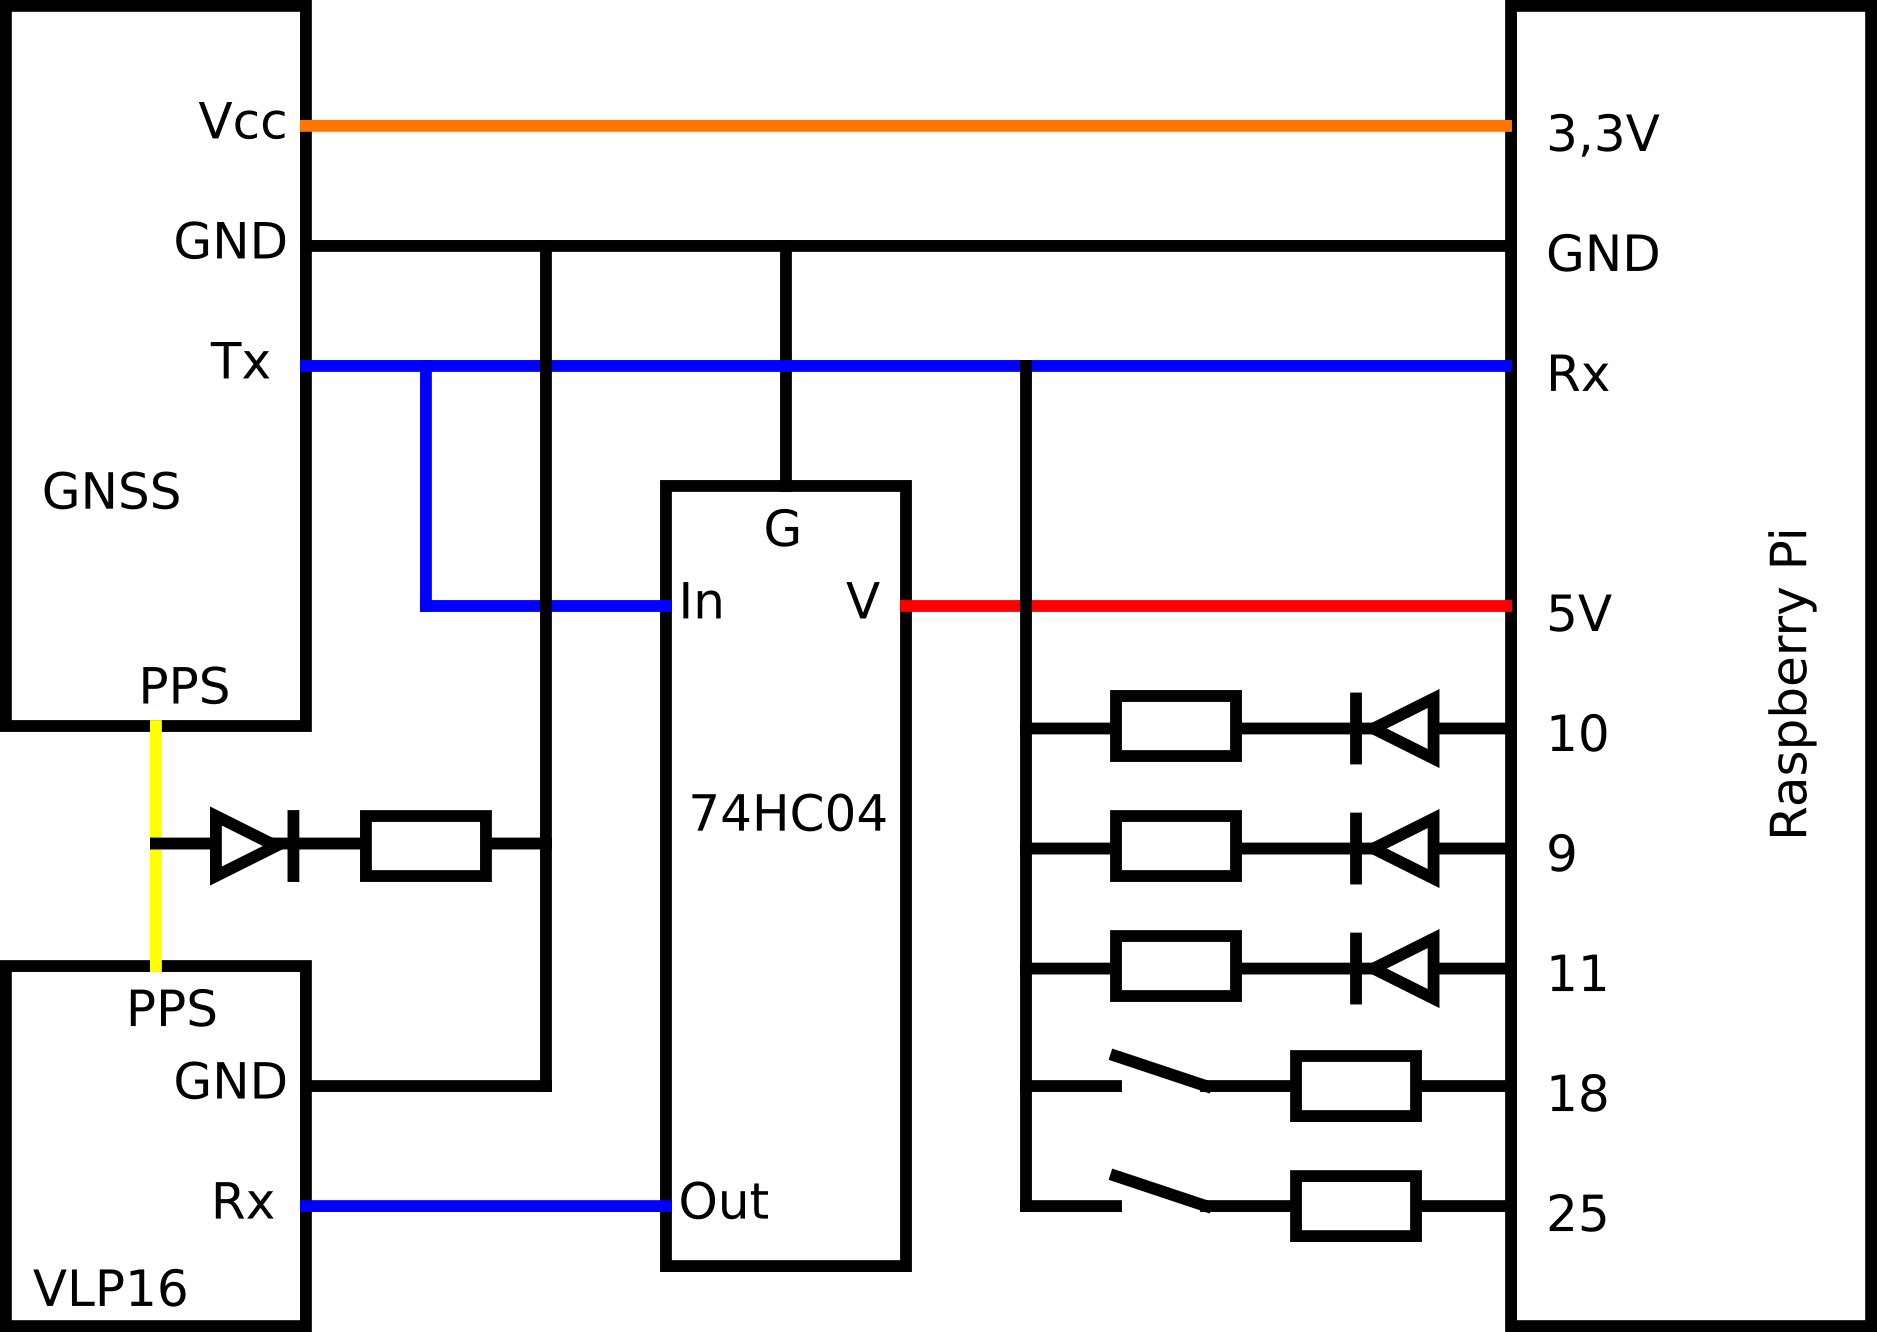 Vcc
GND
Tx
GNSS
PPS
PPS
GND
Rx
VLP16
G
In
V
74HC04
Out
3,3V
GND
Rx
5V
10
9
11
18
25
Raspberry Pi